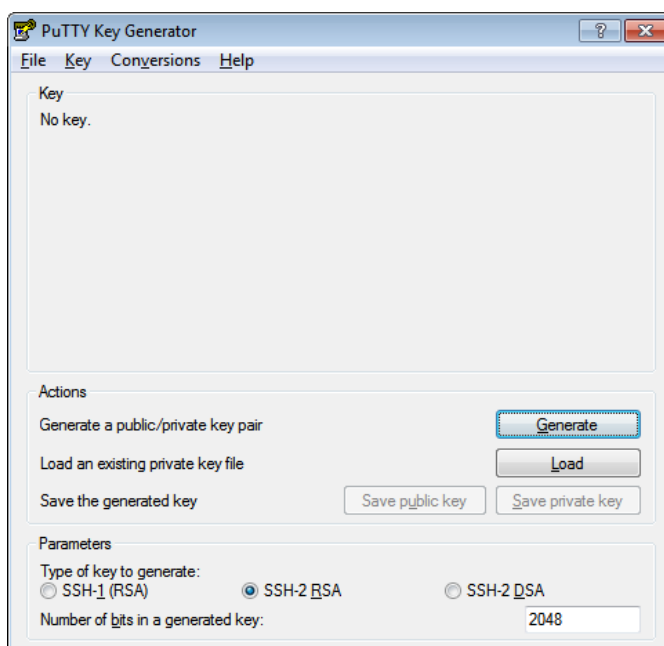 PuTTY Key Generator
File Key Conversions Help
Key
No key.
Actions
Generate a public/private key pair Generate
Load an existing private key file Load
Save the generated key Save public key Save private key
Parameters
Type of key to generate:
SSH-1 (RSA) SSH-2 RSA SSH-2 DSA
Number of bits in a generated key: 2048